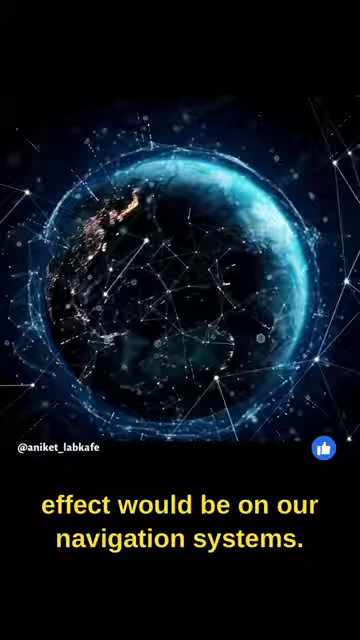 @aniket_labkafe
effect would be on our
navigation systems.